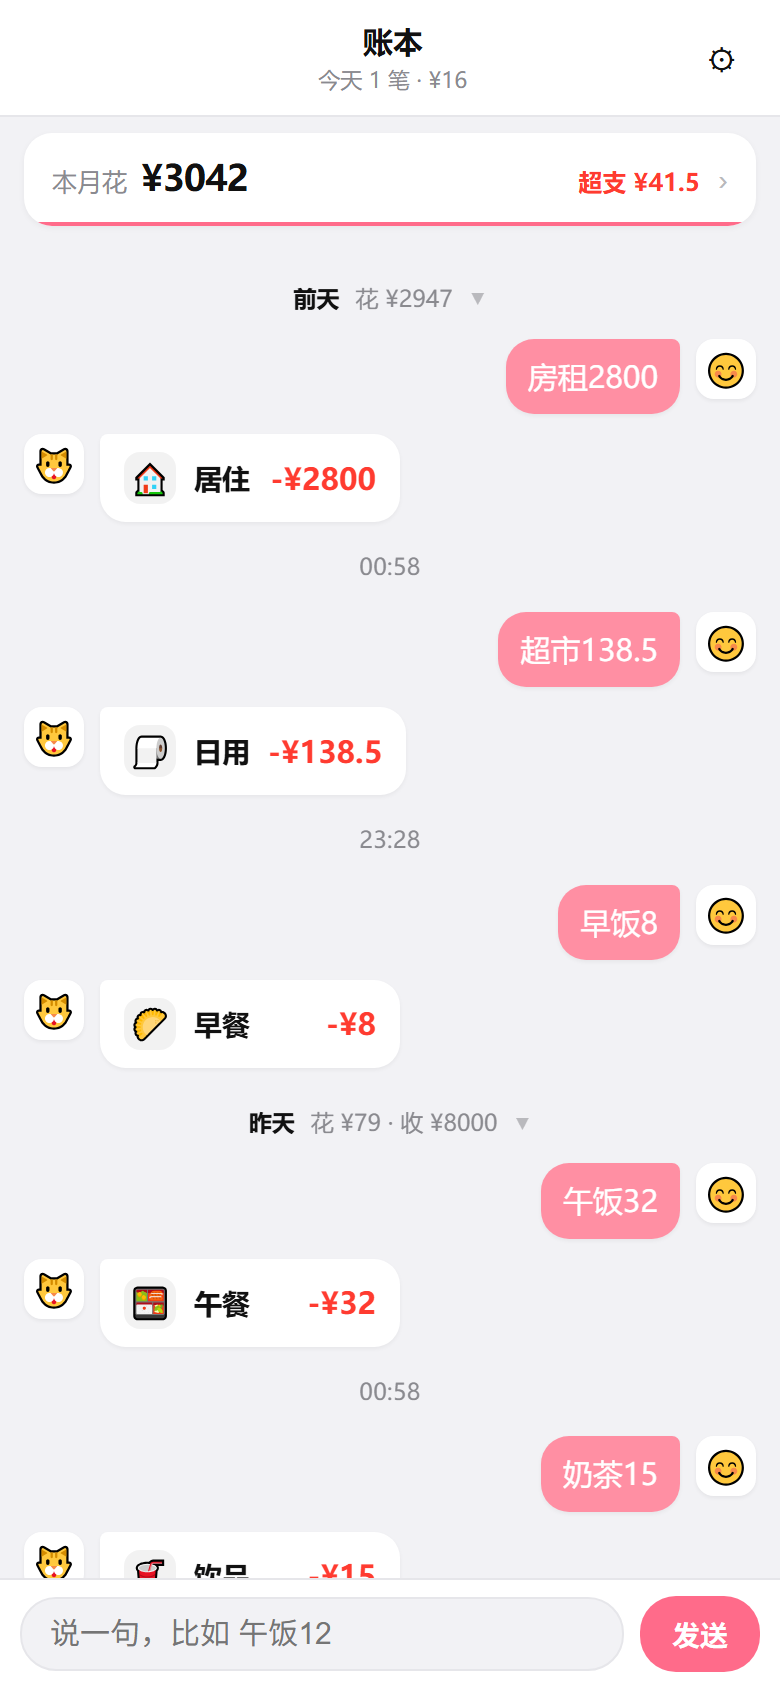 账本
今天 1 笔 · ¥16
本月花 ¥3042 超支 ¥41.5 ›
前天 花 ¥2947 ▼
房租2800
居住 -¥2800
00:58
超市138.5
日用 -¥138.5
23:28
早饭8
早餐 -¥8
昨天 花 ¥79 · 收 ¥8000 ▼
午饭32
午餐 -¥32
00:58
奶茶15
饮品 -¥15
说一句，比如 午饭12
发送